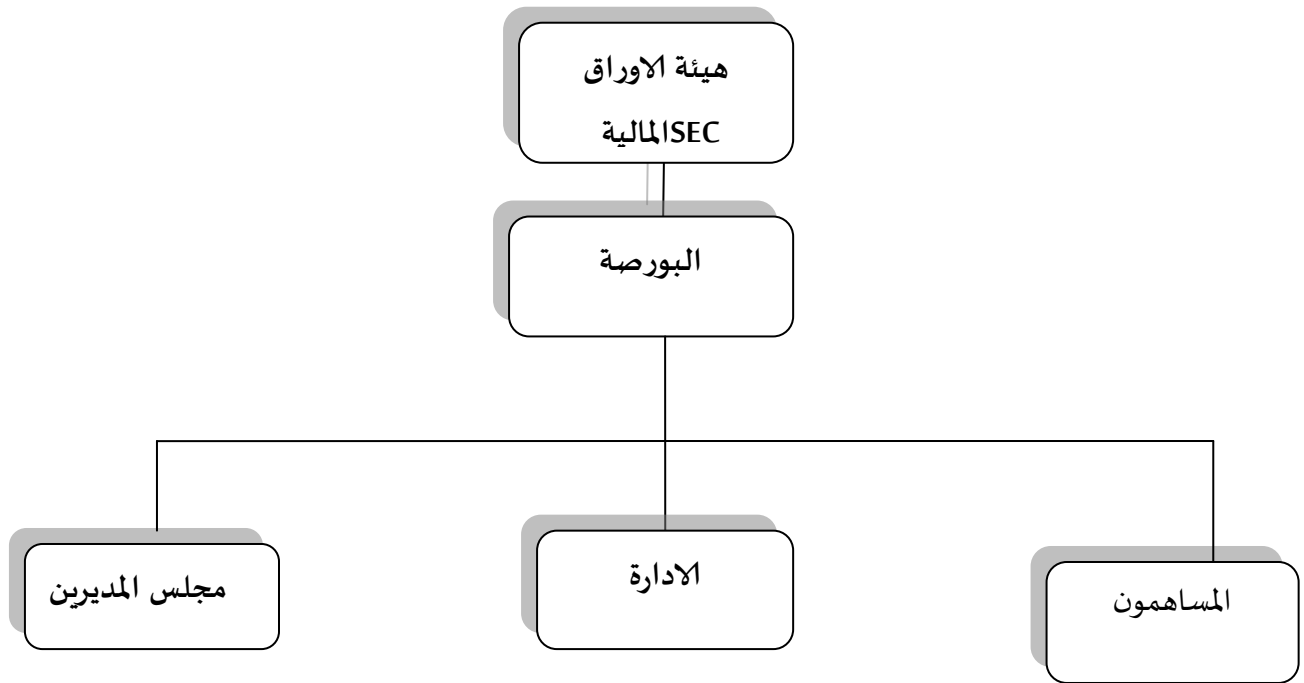 هيئة الاوراق
SECالمالية
البورصة
المساهمون
الادارة
مجلس المديرين